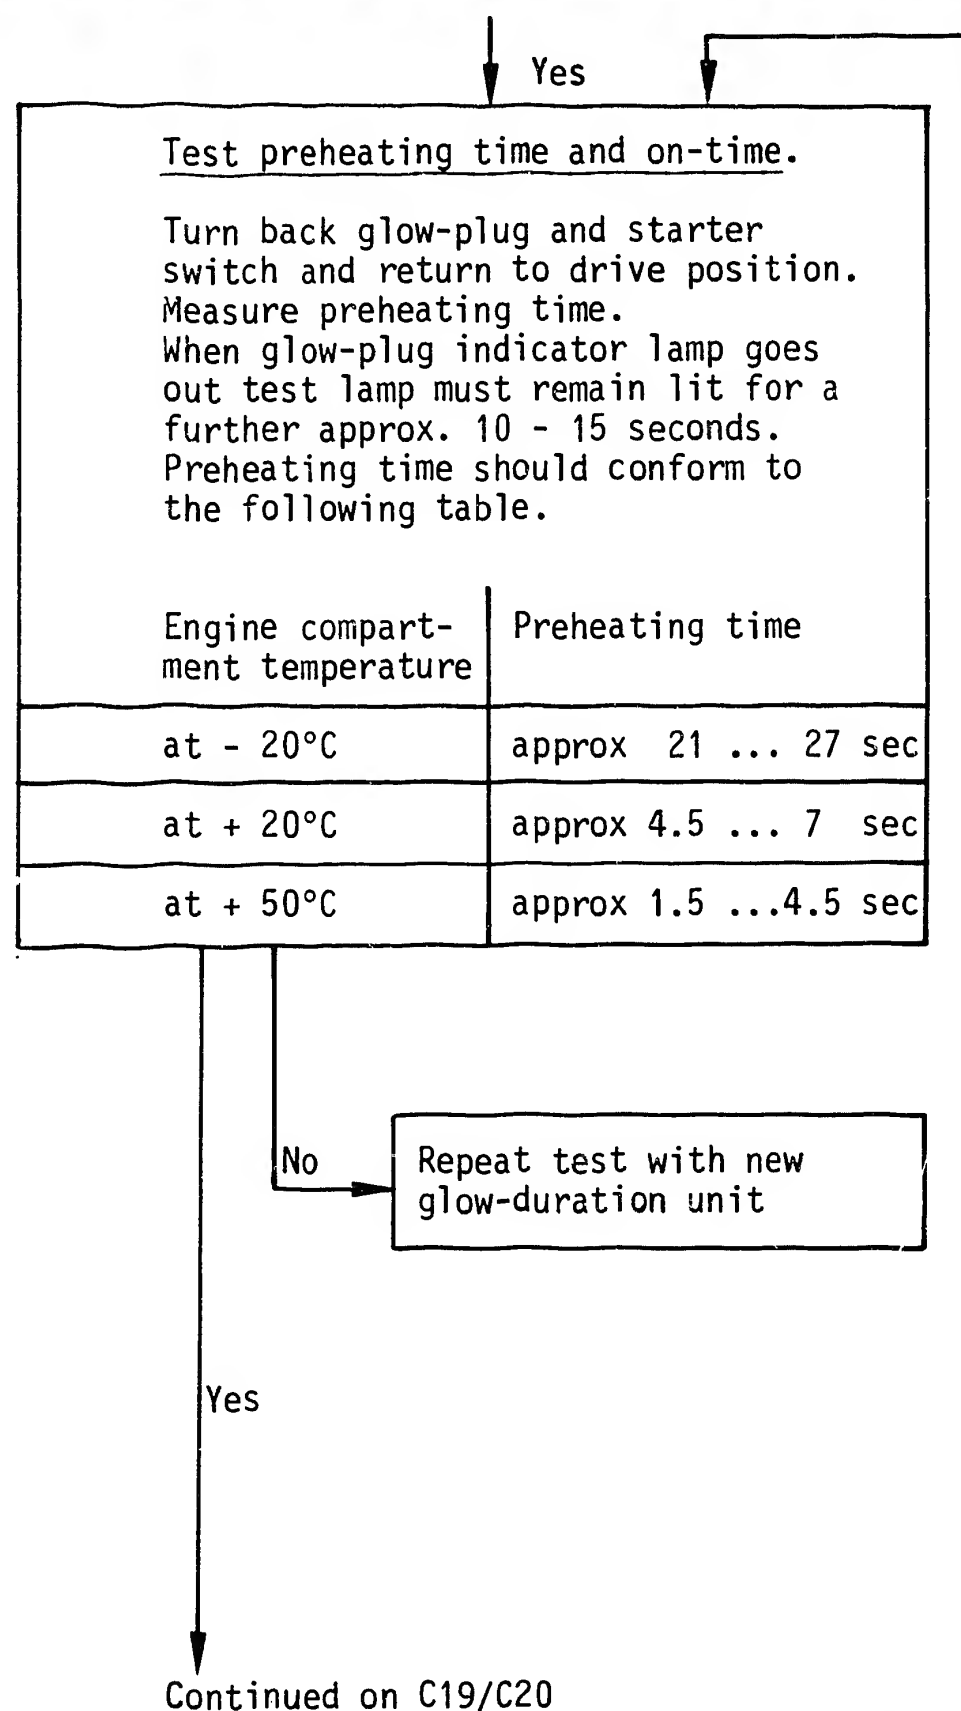 Yes
Test preheating time and on-time.
Turn back glow-plug and starter
switch and return to drive position.
Measure preheating time.
When glow-plug indicator lamp goes
out test lamp must remain lit for a
further approx. 10 - 15 seconds.
Preheating time should conform to
the following table.
Engine compart- Preheating time
ment temperature
at - 20°C approx 21 ... 27 sec
at + 20°C approx 4.5 ... 7 sec
at + 50°C approx 1.5 ...4.5 sec
No
Repeat test with new
glow-duration unit
Yes
Continued on C19/C20